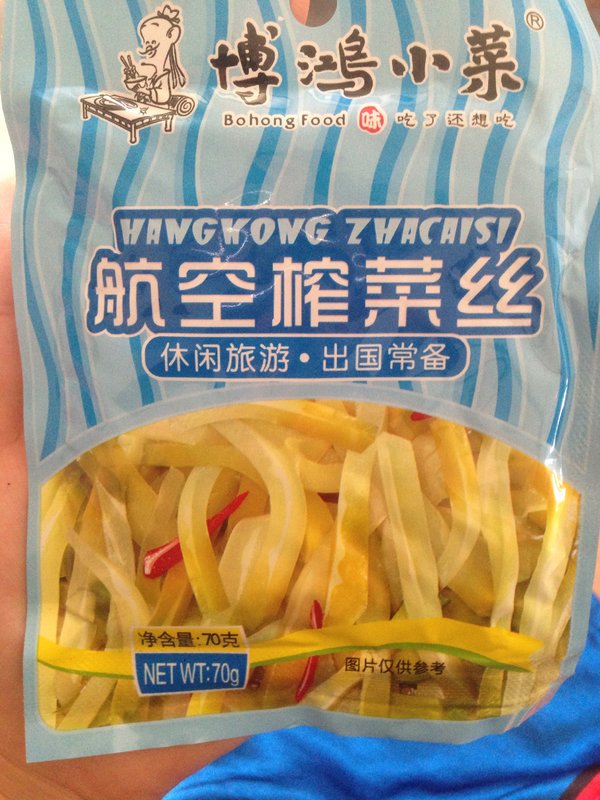 博鸿小菜®
Bohong Food 味 吃了还想吃
HANGKONG ZHACAISI
航空榨菜丝
休闲旅游·出国常备
净含量:70克
NET WT:70g
图片仅供参考